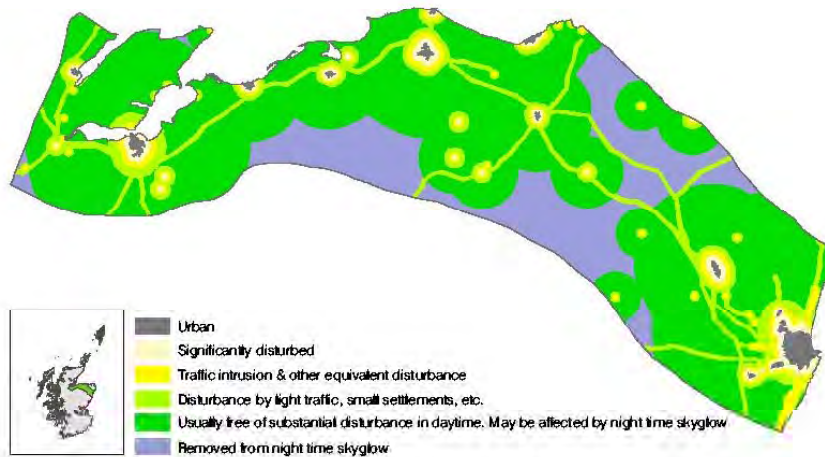 Urban
Significantly disturbed
Traffic intrusion & other equivalent disturbance
Disturbance by light traffic, small settlements, etc.
Usually free of substantial disturbance in daytime. May be affected by night time skyglow
Removed from night time skyglow